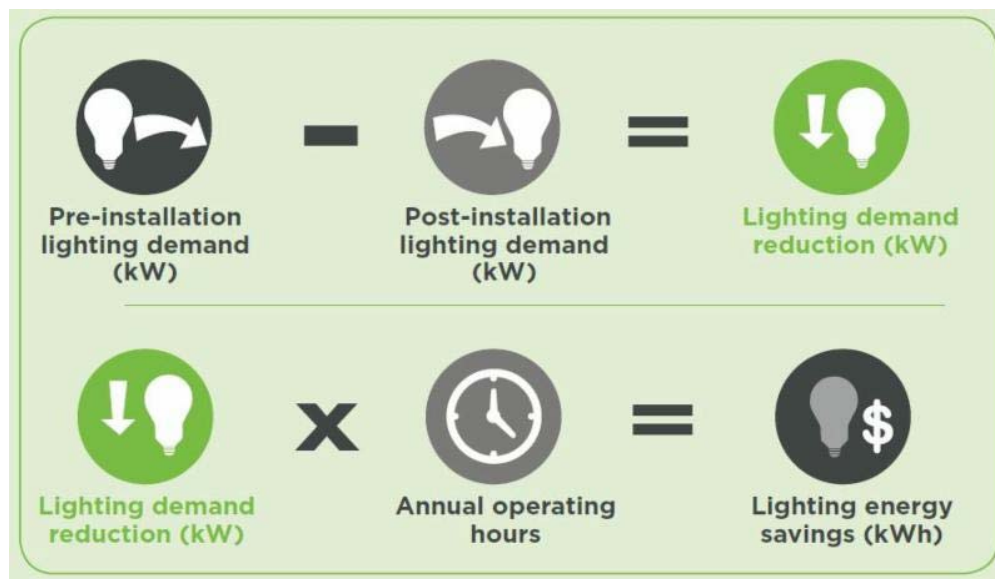 Pre-installation
lighting demand
(kW)
-
Post-installation
lighting demand
(kW)
=
Lighting demand
reduction (kW)
Lighting demand
reduction (kW)
x
Annual operating
hours
=
$
Lighting energy
savings (kWh)